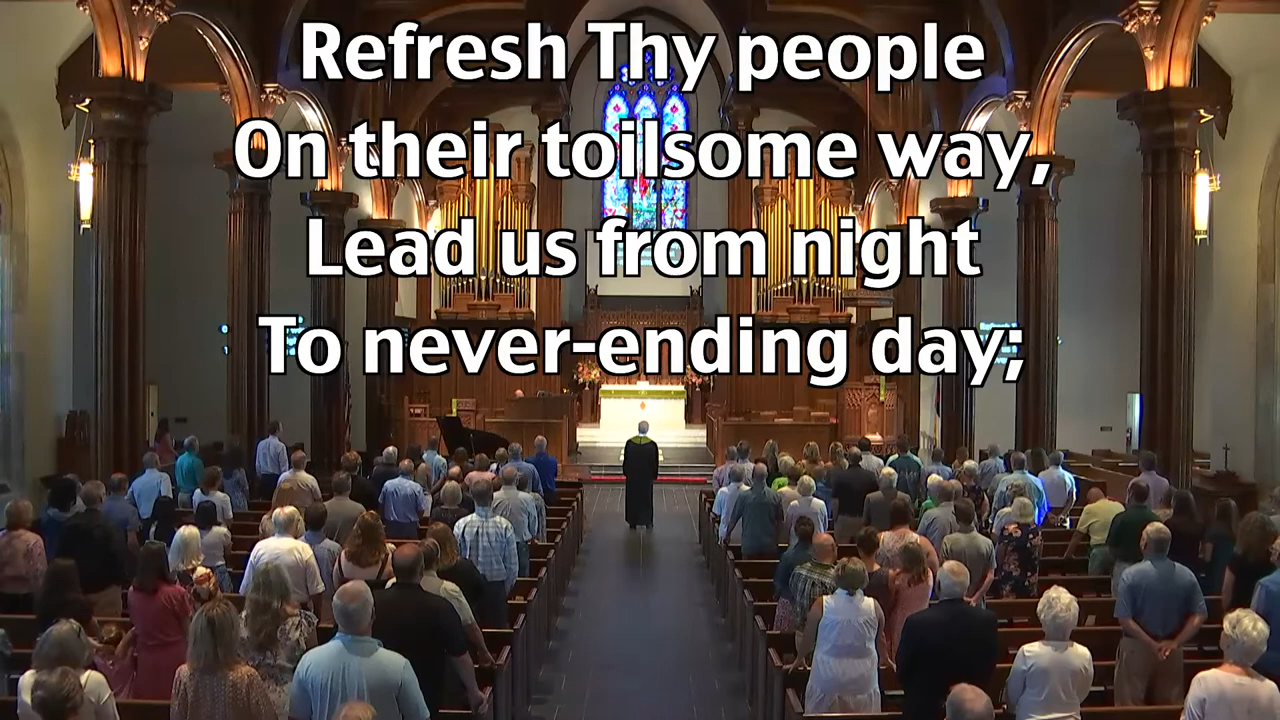 Refresh Thy people
On their toilsome way,
Lead us from night
To never-ending day;